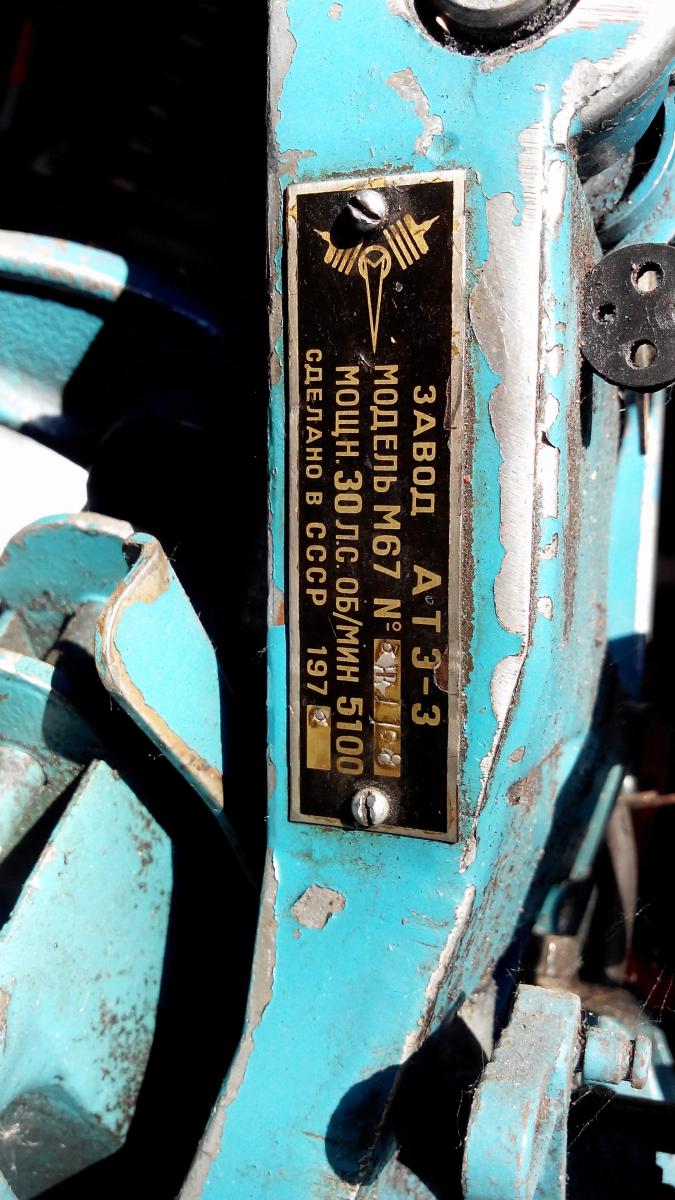 ЗАВОД АТЭ-3
МОДЕЛЬ М67 №
МОЩН. 30 Л.С. ОБ/МИН 5100
СДЕЛАНО В СССР 197